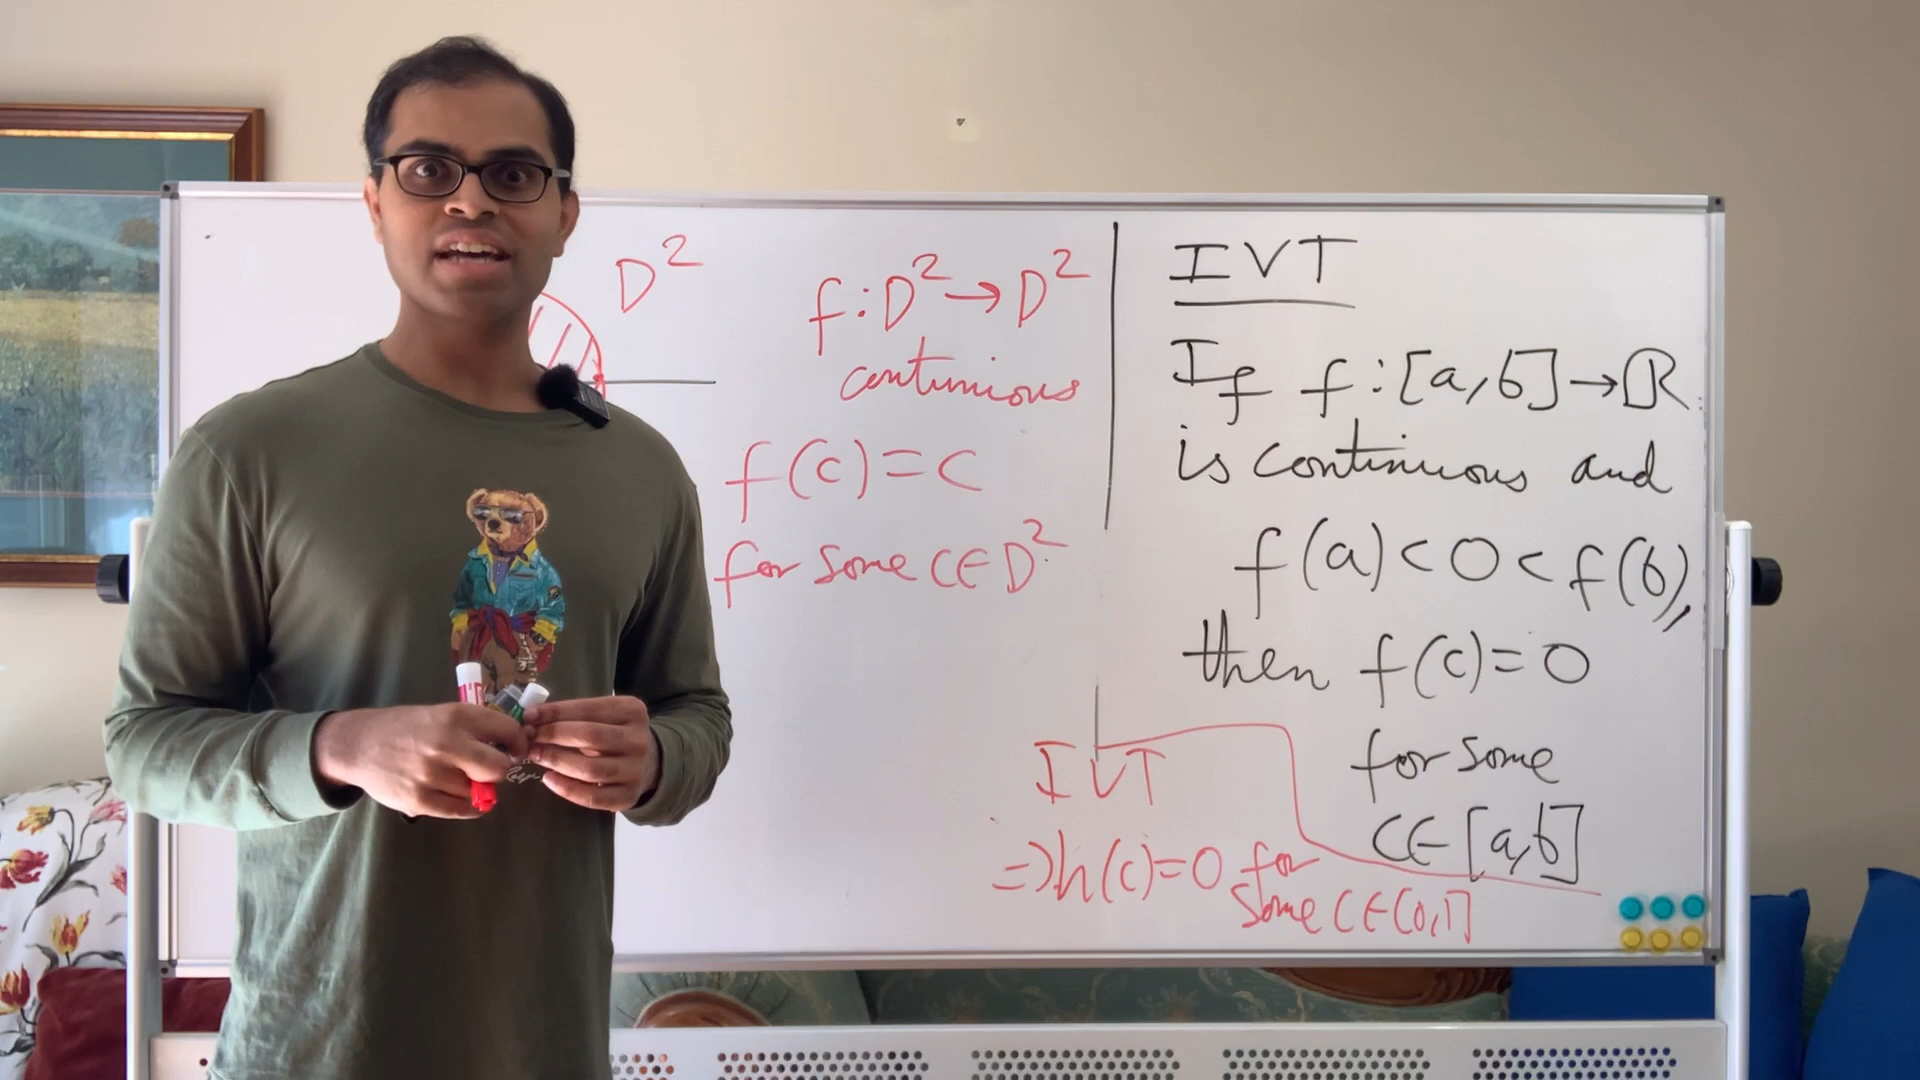 D²
f : D² → D²
continuous
f(c) = c
for some c ∈ D²
IVT
If f : [a,b] → ℝ
is continuous and
f(a) < 0 < f(b),
then f(c) = 0
for some
c ∈ [a,b]
IVT
⇒ h(c) = 0 for
some c ∈ [0,1]